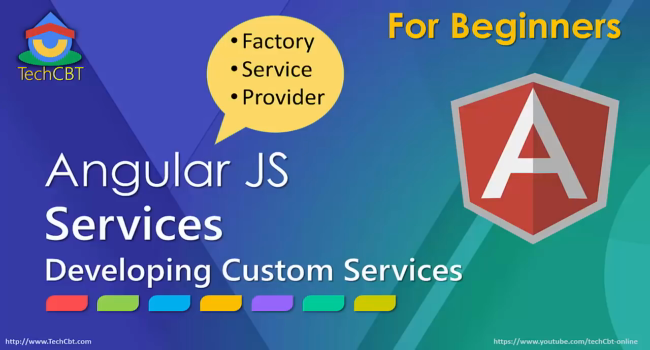 For Beginners
• Factory
• Service
• Provider
TechCBT
Angular JS
A
Services
Developing Custom Services
http://www.TechCbt.com
https://www.youtube.com/techCbt-online